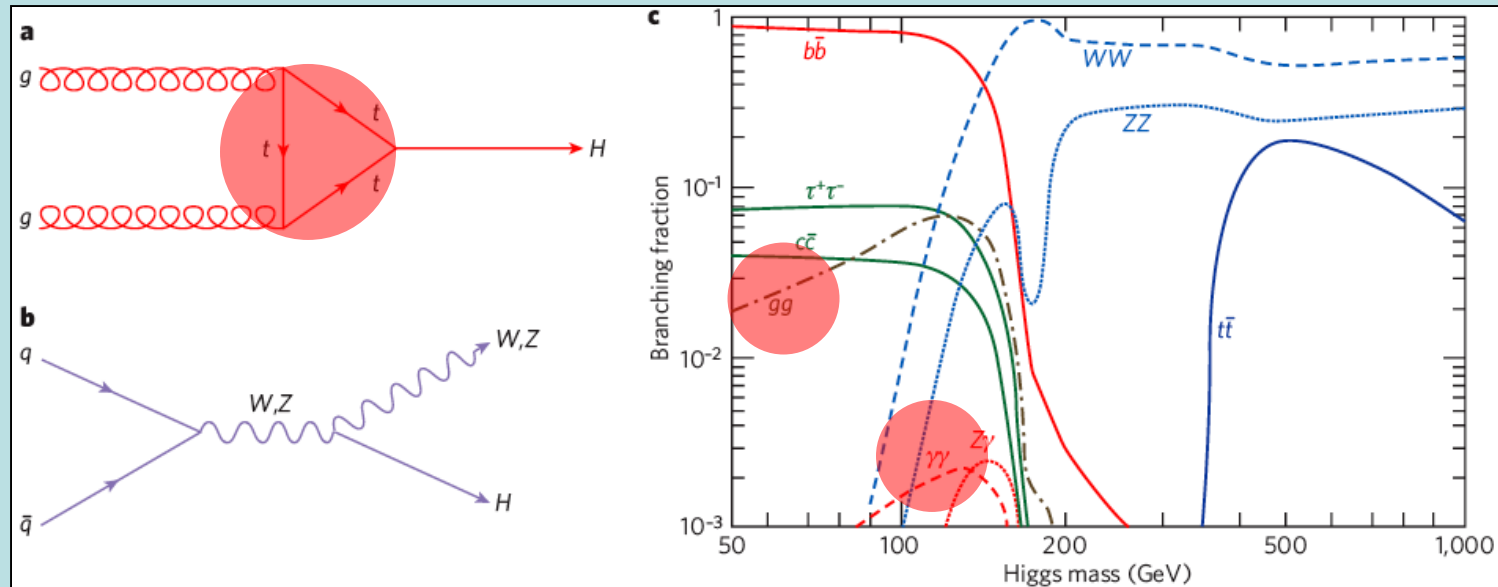 a
g
t
t
t
H
g
b
q
W,Z
W,Z
H
q̄
c
1
10⁻¹
10⁻²
10⁻³
Branching fraction
bb̄
WW
ZZ
τ⁺τ⁻
cc̄
gg
tt̄
Zγ
γγ
50 100 200 500 1,000
Higgs mass (GeV)